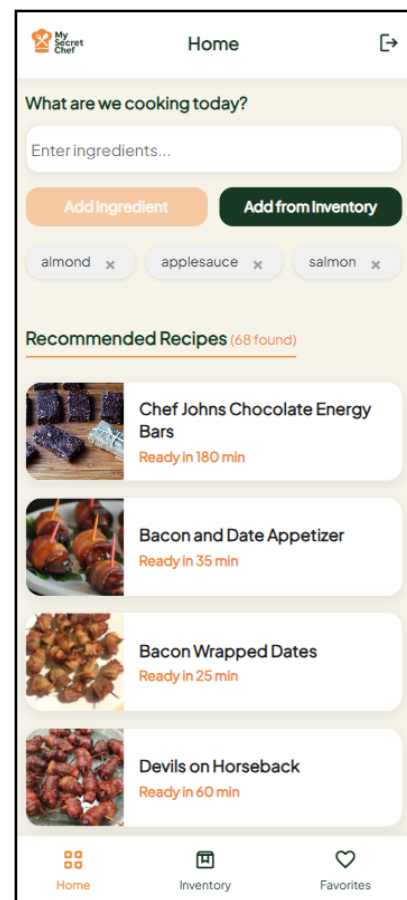 My
Secret
Chef
Home
What are we cooking today?
Enter ingredients...
Add Ingredient
Add from Inventory
almond ×
applesauce ×
salmon ×
Recommended Recipes (68 found)
Chef Johns Chocolate Energy
Bars
Ready in 180 min
Bacon and Date Appetizer
Ready in 35 min
Bacon Wrapped Dates
Ready in 25 min
Devils on Horseback
Ready in 60 min
Home
Inventory
Favorites